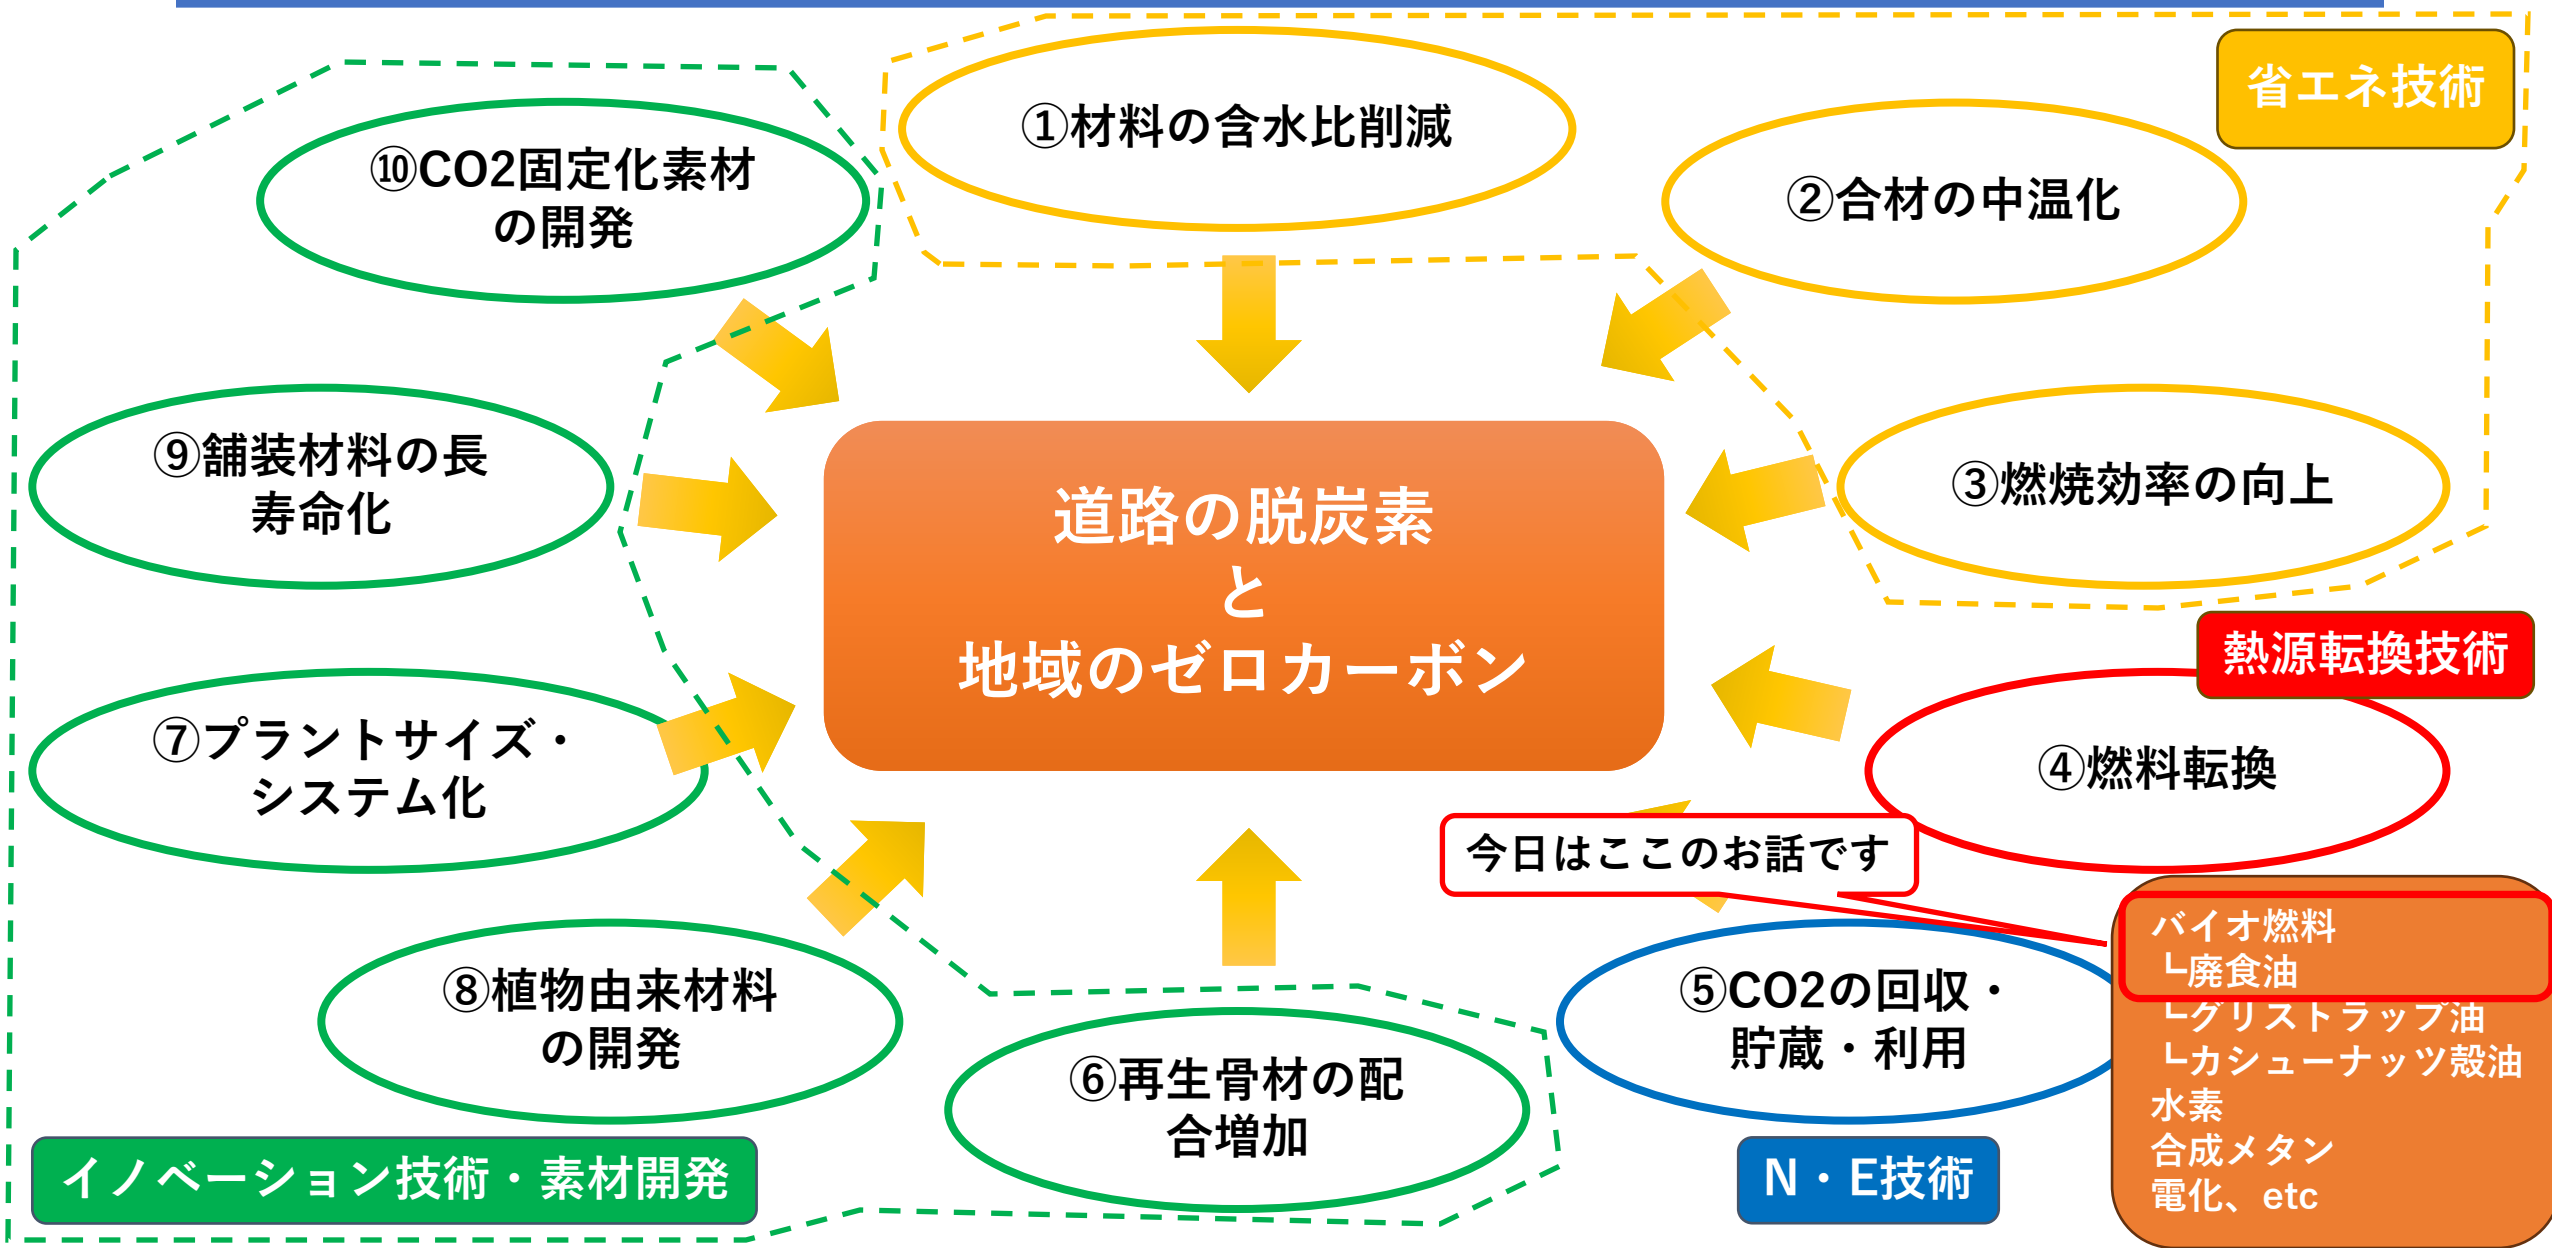 省エネ技術
①材料の含水比削減
②合材の中温化
③燃焼効率の向上
熱源転換技術
④燃料転換
今日はここのお話です
バイオ燃料
┗廃食油
┗グリストラップ油
┗カシューナッツ殻油
水素
合成メタン
電化、etc
⑤CO2の回収・
貯蔵・利用
N・E技術
⑥再生骨材の配
合増加
⑦プラントサイズ・
システム化
⑧植物由来材料
の開発
⑨舗装材料の長
寿命化
⑩CO2固定化素材
の開発
イノベーション技術・素材開発
道路の脱炭素
と
地域のゼロカーボン